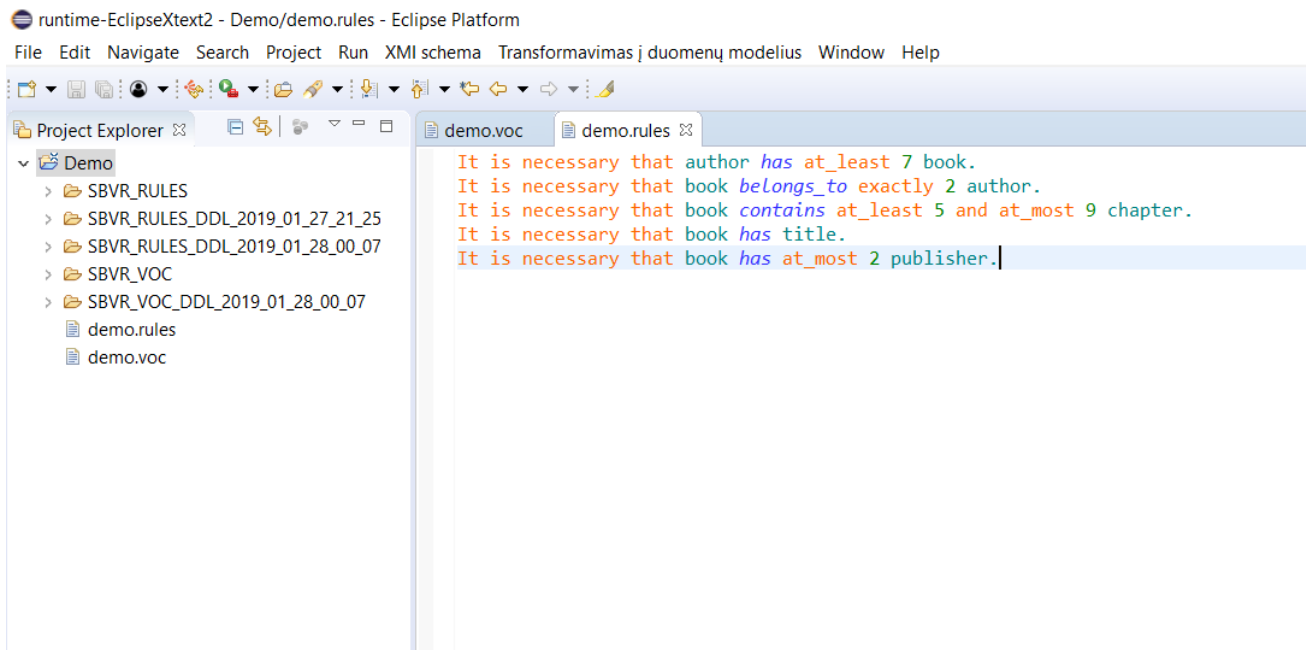 runtime-EclipseXtext2 - Demo/demo.rules - Eclipse Platform
File Edit Navigate Search Project Run XMI schema Transformavimas į duomenų modelius Window Help
Project Explorer
demo.voc
demo.rules
Demo
SBVR_RULES
SBVR_RULES_DDL_2019_01_27_21_25
SBVR_RULES_DDL_2019_01_28_00_07
SBVR_VOC
SBVR_VOC_DDL_2019_01_28_00_07
demo.rules
demo.voc
It is necessary that author has at_least 7 book.
It is necessary that book belongs_to exactly 2 author.
It is necessary that book contains at_least 5 and at_most 9 chapter.
It is necessary that book has title.
It is necessary that book has at_most 2 publisher.